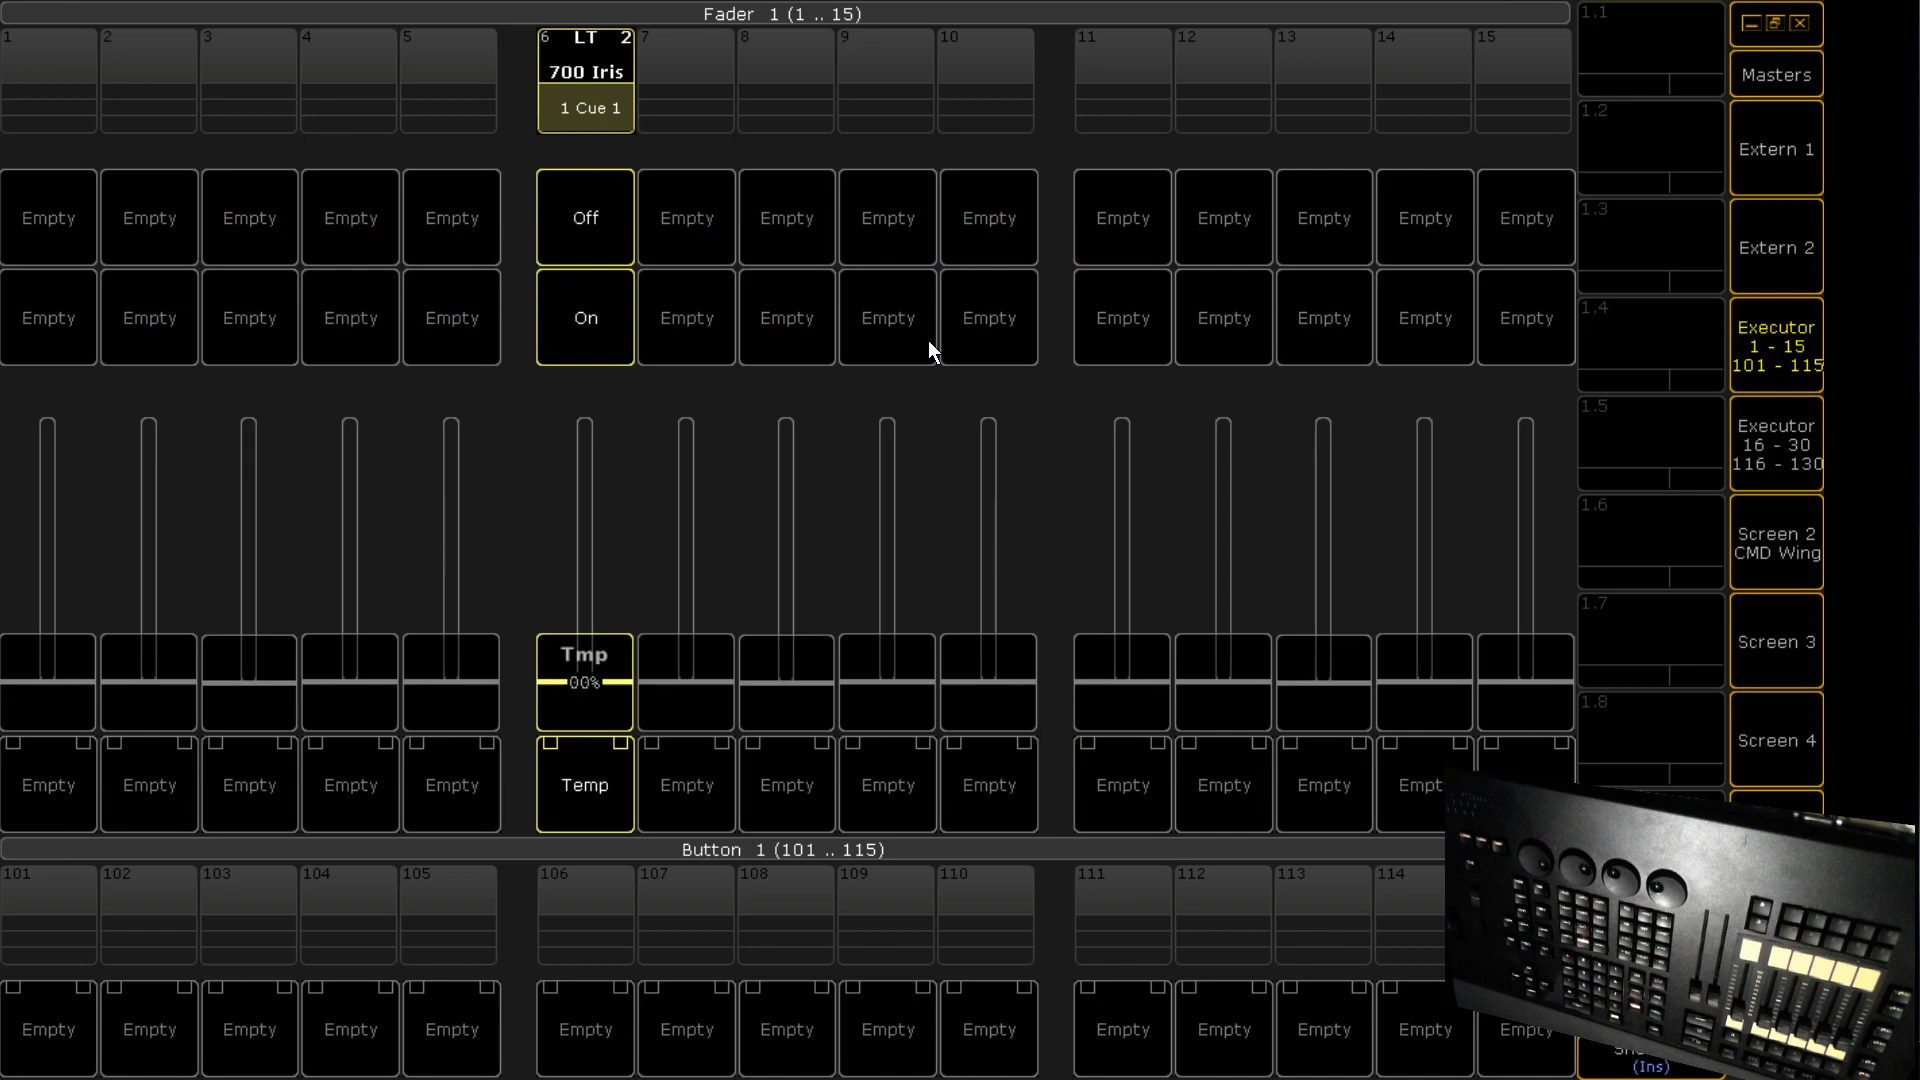 Fader 1 (1 .. 15)
1 2 3 4 5 6 LT 2 7 8 9 10 11 12 13 14 15
700 Iris
1 Cue 1
Empty Empty Empty Empty Empty Off Empty Empty Empty Empty Empty Empty Empty Empty Empty
Empty Empty Empty Empty Empty On Empty Empty Empty Empty Empty Empty Empty Empty Empty
Tmp
00%
Empty Empty Empty Empty Empty Temp Empty Empty Empty Empty Empty Empty Empty
Button 1 (101 .. 115)
101 102 103 104 105 106 107 108 109 110 111 112 113 114
Empty Empty Empty Empty Empty Empty Empty Empty Empty Empty Empty Empty Empty Empty Empty
1.1
1.2
1.3
1.4
1.5
1.6
1.7
1.8
Masters
Extern 1
Extern 2
Executor
1 - 15
101 - 115
Executor
16 - 30
116 - 130
Screen 2
CMD Wing
Screen 3
Screen 4
(Ins)